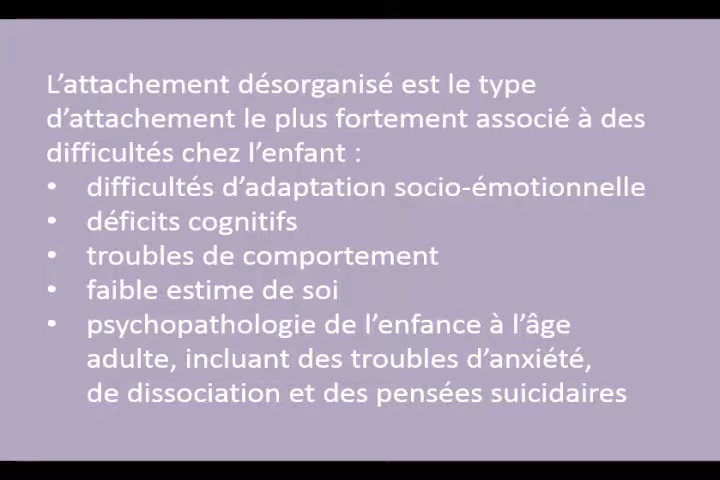 L’attachement désorganisé est le type
d’attachement le plus fortement associé à des
difficultés chez l’enfant :
• difficultés d’adaptation socio-émotionnelle
• déficits cognitifs
• troubles de comportement
• faible estime de soi
• psychopathologie de l’enfance à l’âge
adulte, incluant des troubles d’anxiété,
de dissociation et des pensées suicidaires